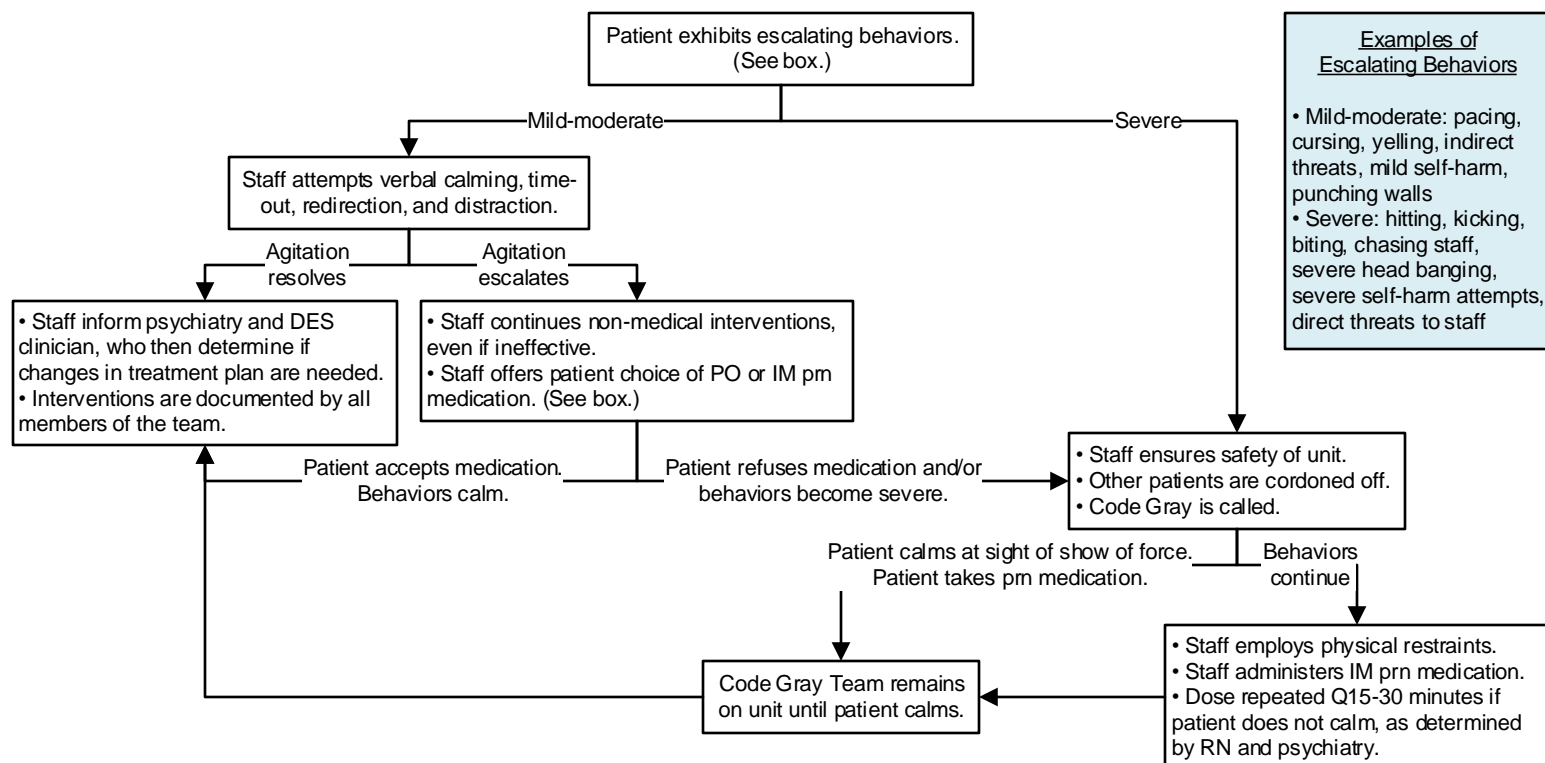 Patient exhibits escalating behaviors.
(See box.)
Examples of
Escalating Behaviors
• Mild-moderate: pacing,
cursing, yelling, indirect
threats, mild self-harm,
punching walls
• Severe: hitting, kicking,
biting, chasing staff,
severe head banging,
severe self-harm attempts,
direct threats to staff
Mild-moderate
Severe
Staff attempts verbal calming, time-
out, redirection, and distraction.
Agitation
resolves
Agitation
escalates
• Staff inform psychiatry and DES
clinician, who then determine if
changes in treatment plan are needed.
• Interventions are documented by all
members of the team.
• Staff continues non-medical interventions,
even if ineffective.
• Staff offers patient choice of PO or IM prn
medication. (See box.)
Patient accepts medication.
Behaviors calm.
Patient refuses medication and/or
behaviors become severe.
• Staff ensures safety of unit.
• Other patients are cordoned off.
• Code Gray is called.
Patient calms at sight of show of force.
Patient takes prn medication.
Behaviors
continue
Code Gray Team remains
on unit until patient calms.
• Staff employs physical restraints.
• Staff administers IM prn medication.
• Dose repeated Q15-30 minutes if
patient does not calm, as determined
by RN and psychiatry.